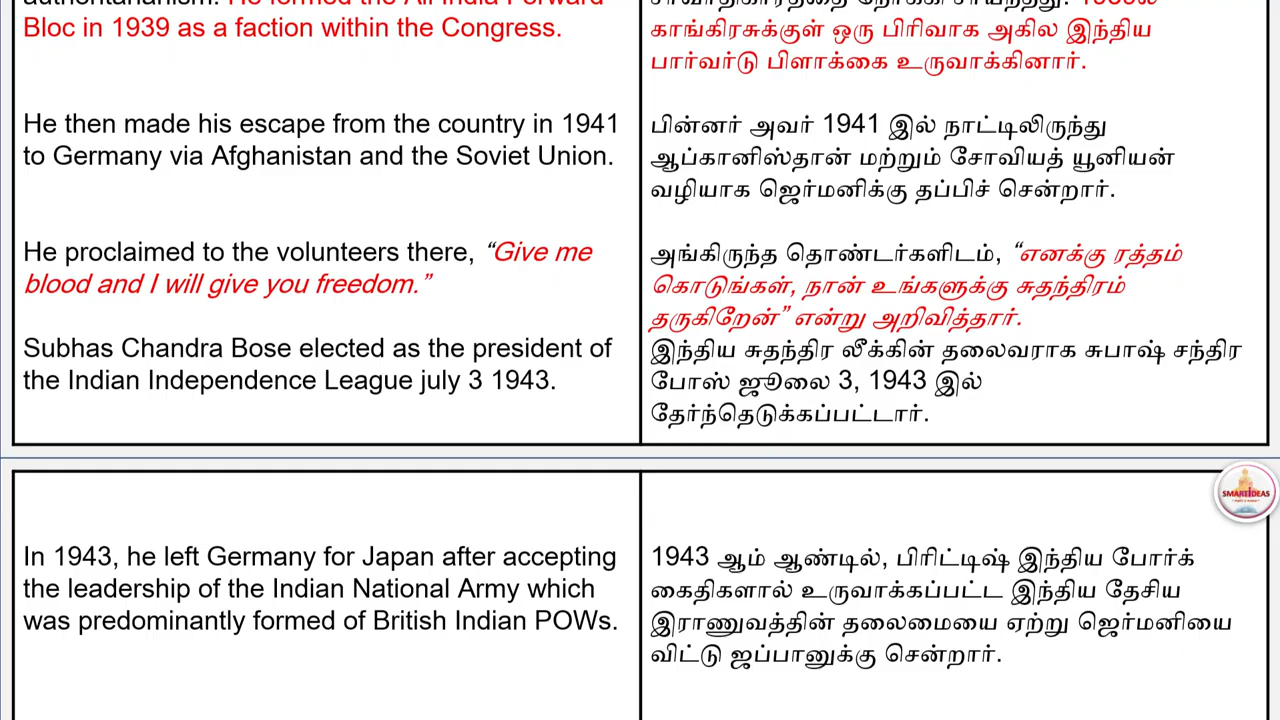 Bloc in 1939 as a faction within the Congress.
He then made his escape from the country in 1941
to Germany via Afghanistan and the Soviet Union.
He proclaimed to the volunteers there, “Give me
blood and I will give you freedom.”
Subhas Chandra Bose elected as the president of
the Indian Independence League july 3 1943.
காங்கிரசுக்குள் ஒரு பிரிவாக அகில இந்திய
பார்வர்டு பிளாக்கை உருவாக்கினார்.
பின்னர் அவர் 1941 இல் நாட்டிலிருந்து
ஆப்கானிஸ்தான் மற்றும் சோவியத் யூனியன்
வழியாக ஜெர்மனிக்கு தப்பிச் சென்றார்.
அங்கிருந்த தொண்டர்களிடம், “எனக்கு ரத்தம்
கொடுங்கள், நான் உங்களுக்கு சுதந்திரம்
தருகிறேன்” என்று அறிவித்தார்.
இந்திய சுதந்திர லீக்கின் தலைவராக சுபாஷ் சந்திர
போஸ் ஜூலை 3, 1943 இல்
தேர்ந்தெடுக்கப்பட்டார்.
SMARTIDEAS
In 1943, he left Germany for Japan after accepting
the leadership of the Indian National Army which
was predominantly formed of British Indian POWs.
1943 ஆம் ஆண்டில், பிரிட்டிஷ் இந்திய போர்க்
கைதிகளால் உருவாக்கப்பட்ட இந்திய தேசிய
இராணுவத்தின் தலைமையை ஏற்று ஜெர்மனியை
விட்டு ஜப்பானுக்கு சென்றார்.